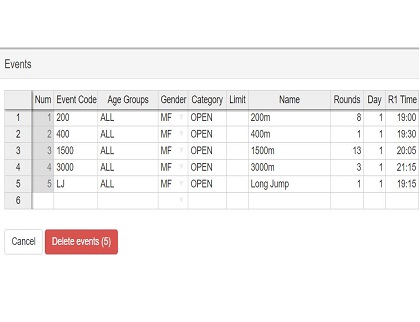 Events
Num Event Code Age Groups Gender Category Limit Name Rounds Day R1 Time
1 1 200 ALL MF OPEN 200m 8 1 19:00
2 2 400 ALL MF OPEN 400m 1 1 19:30
3 3 1500 ALL MF OPEN 1500m 13 1 20:05
4 4 3000 ALL MF OPEN 3000m 3 1 21:15
5 5 LJ ALL MF OPEN Long Jump 1 1 19:15
6
Cancel Delete events (5)